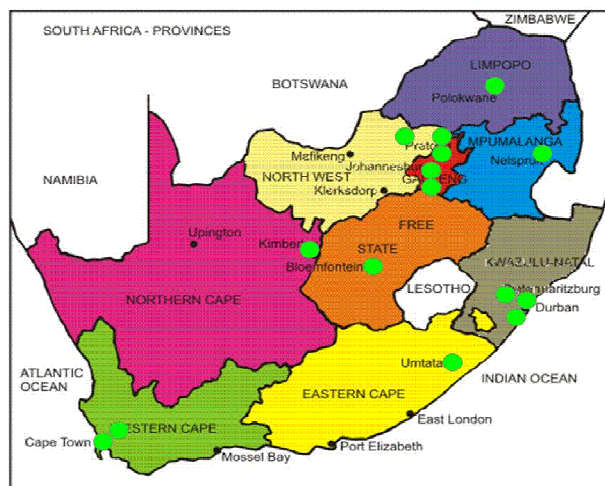 ZIMBABWE
SOUTH AFRICA - PROVINCES
LIMPOPO
BOTSWANA
Polokwane
MPUMALANGA
Mafikeng
Nelspru
NORTH WEST
NAMIBIA
Klerksdorp
FREE
Upington
STATE
Bloemfontein
KWAZULU-NATAL
LESOTHO
NORTHERN CAPE
Durban
ATLANTIC
OCEAN
Umtata
INDIAN OCEAN
EASTERN CAPE
East London
Cape Town
Port Elizabeth
Mossel Bay